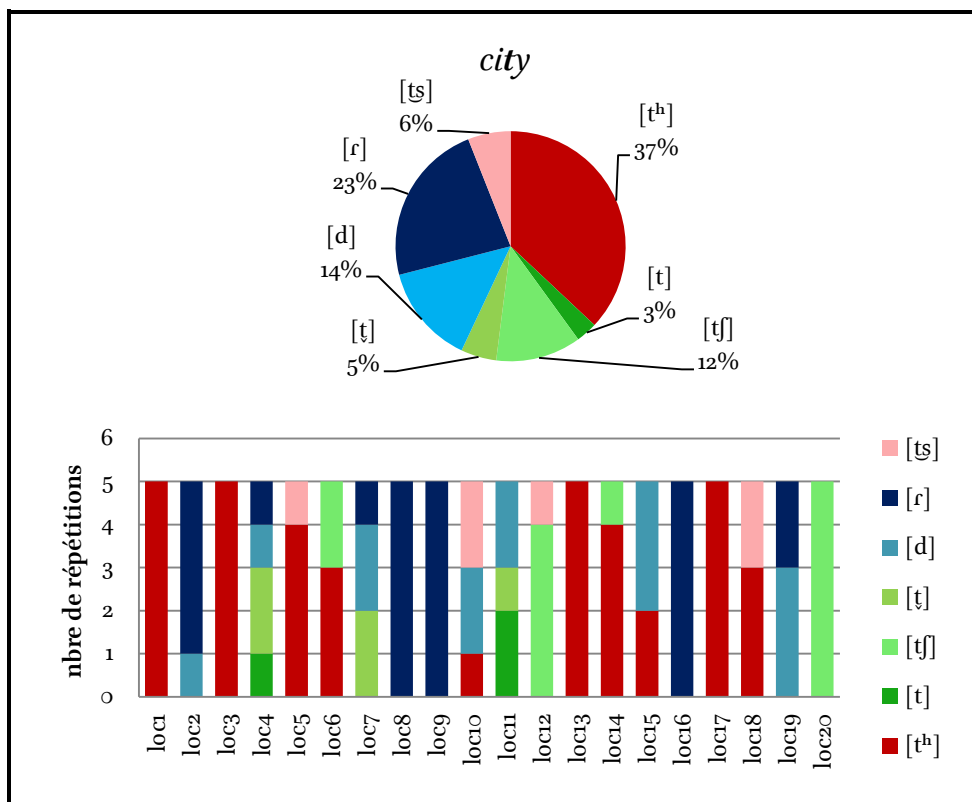 city
[t͜s]
6%
[tʰ]
37%
[ɾ]
23%
[d]
14%
[t]
3%
[t̬]
5%
[tʃ]
12%
nbre de répétitions
6
5
4
3
2
1
0
loc1
loc2
loc3
loc4
loc5
loc6
loc7
loc8
loc9
loc10
loc11
loc12
loc13
loc14
loc15
loc16
loc17
loc18
loc19
loc20
[t͜s]
[ɾ]
[d]
[t̬]
[tʃ]
[t]
[tʰ]